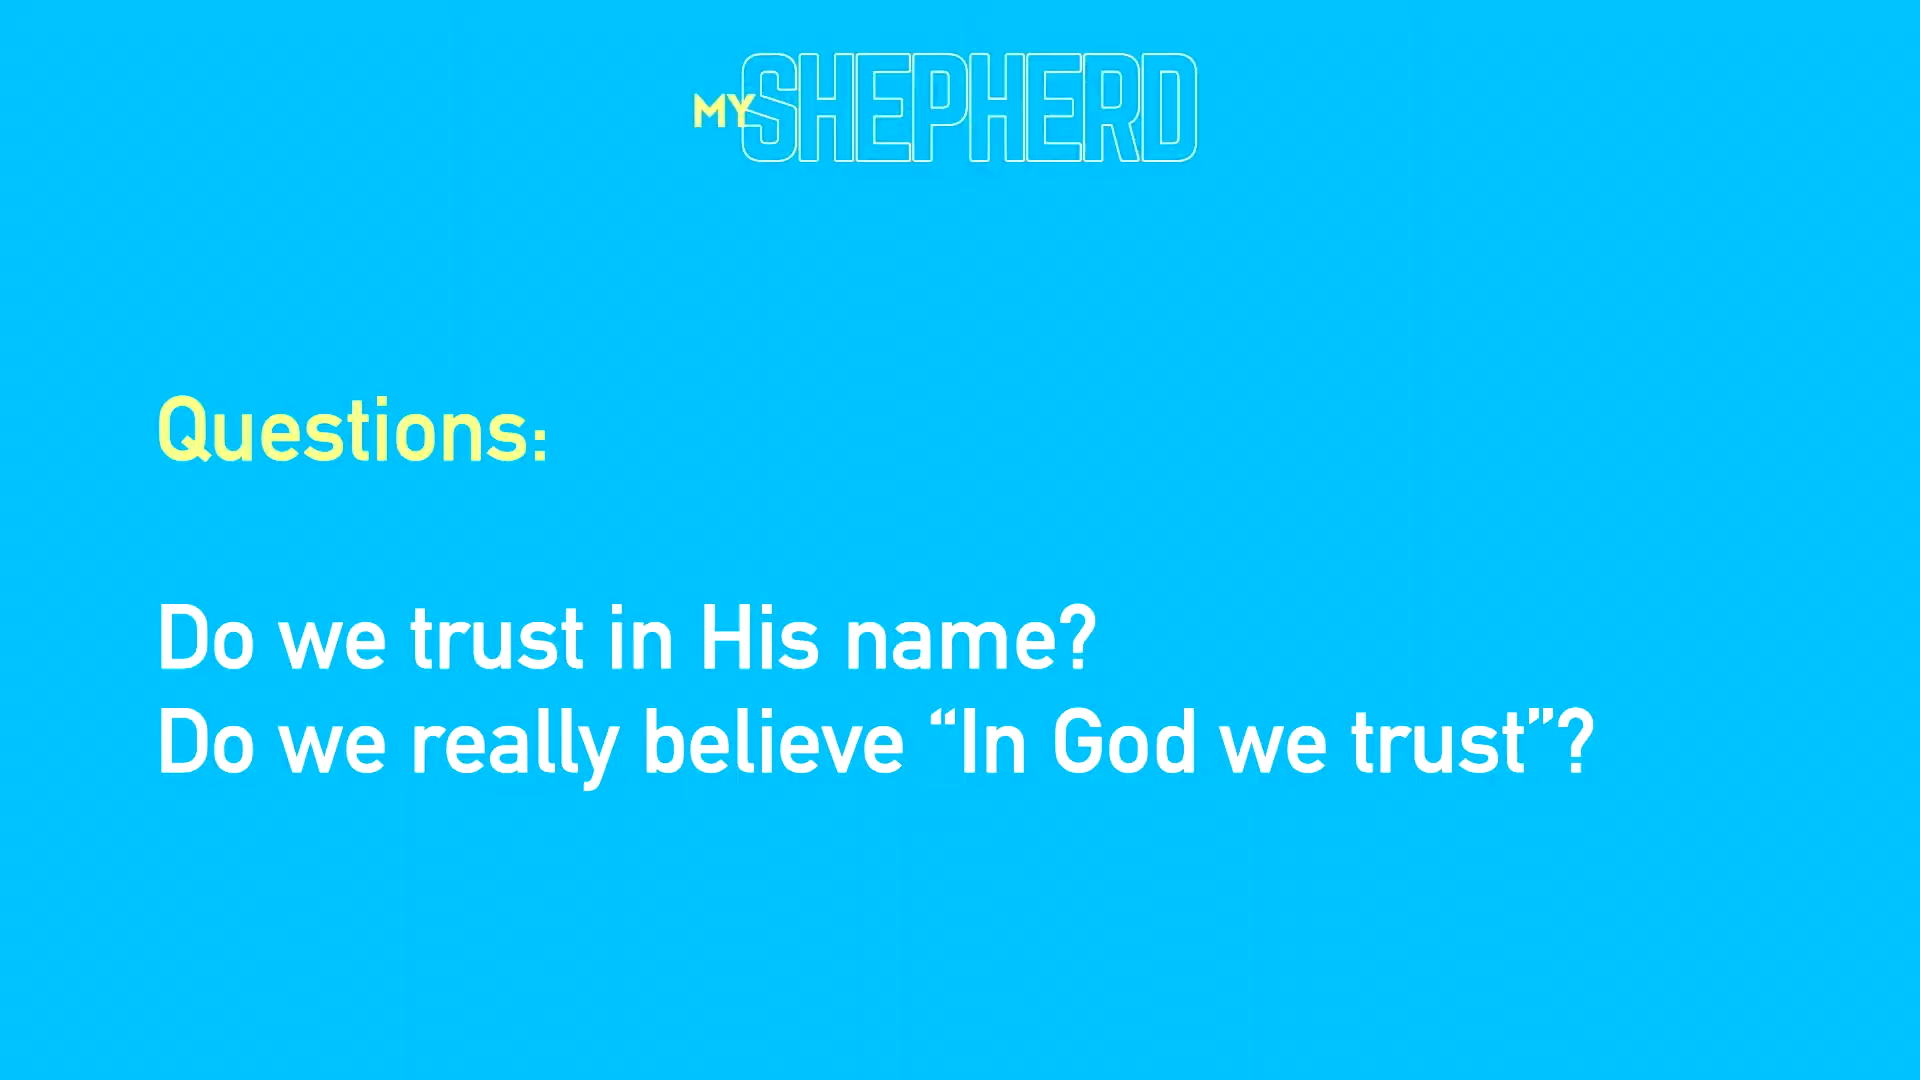 MY SHEPHERD
Questions:
Do we trust in His name?
Do we really believe “In God we trust”?